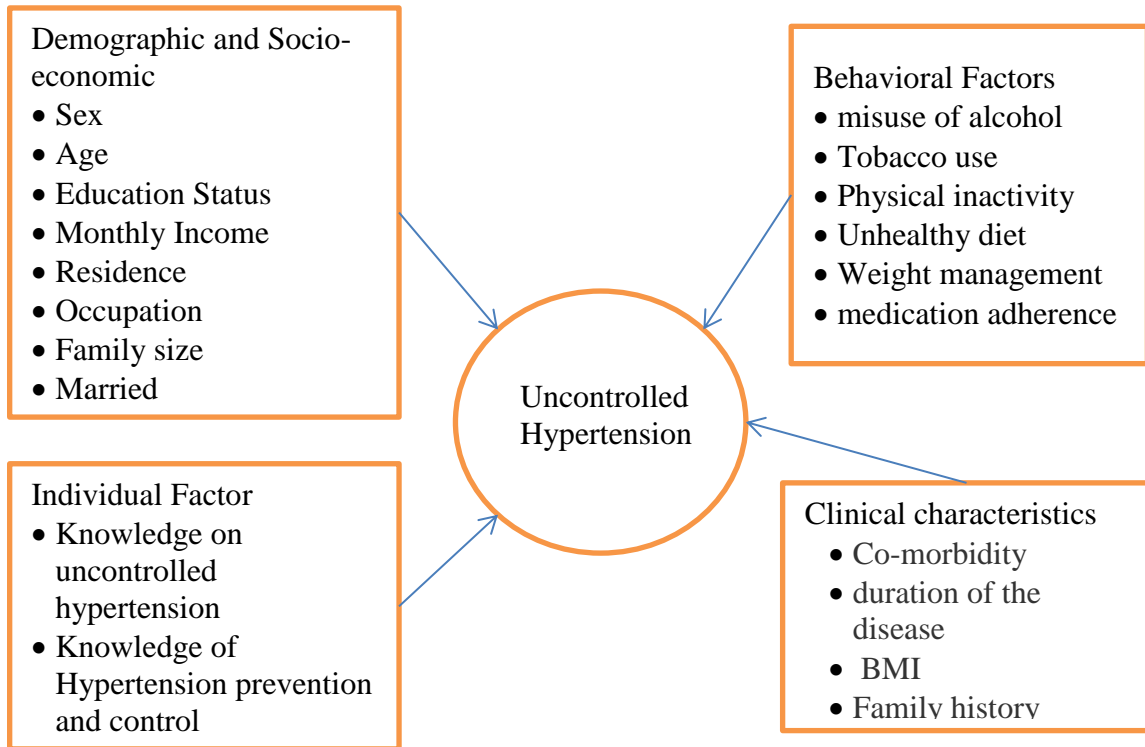 Demographic and Socio-
economic
• Sex
• Age
• Education Status
• Monthly Income
• Residence
• Occupation
• Family size
• Married
Behavioral Factors
• misuse of alcohol
• Tobacco use
• Physical inactivity
• Unhealthy diet
• Weight management
• medication adherence
Uncontrolled
Hypertension
Individual Factor
• Knowledge on
uncontrolled
hypertension
• Knowledge of
Hypertension prevention
and control
Clinical characteristics
• Co-morbidity
• duration of the
disease
• BMI
• Family history